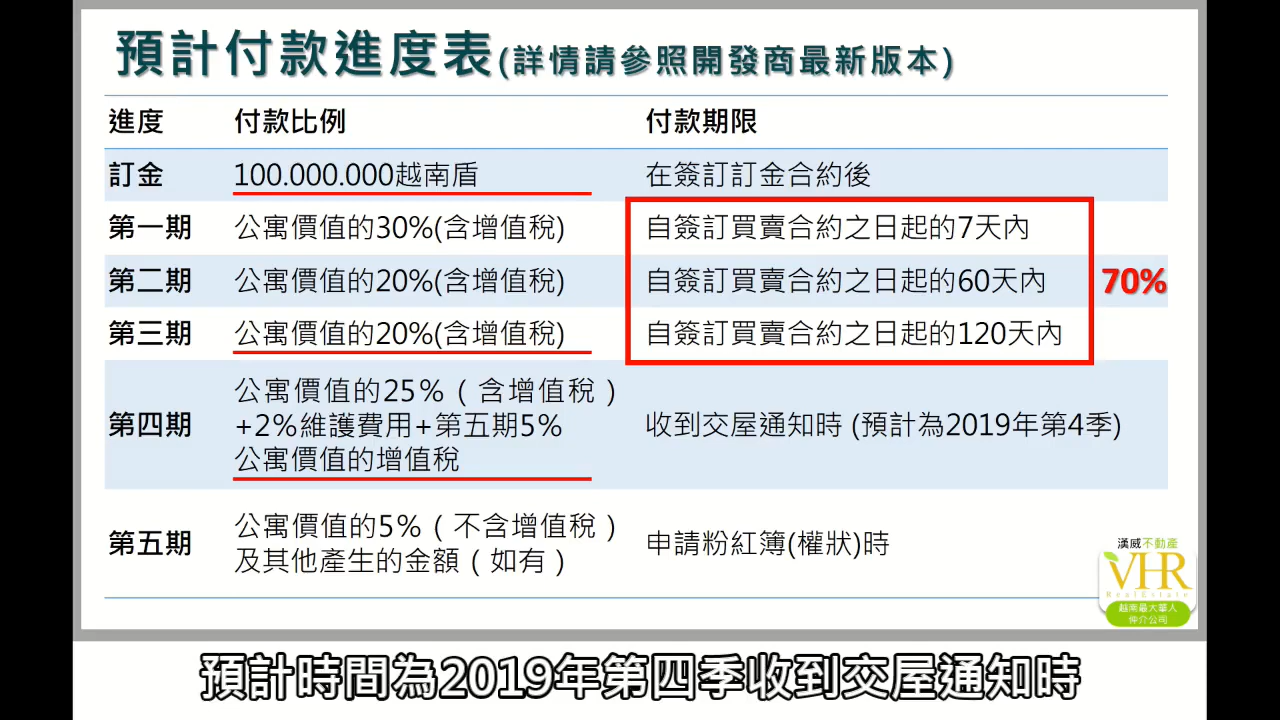 預計付款進度表(詳情請參照開發商最新版本)
進度 付款比例 付款期限
訂金 100.000.000越南盾 在簽訂訂金合約後
第一期 公寓價值的30%(含增值稅) 自簽訂買賣合約之日起的7天內
第二期 公寓價值的20%(含增值稅) 自簽訂買賣合約之日起的60天內 70%
第三期 公寓價值的20%(含增值稅) 自簽訂買賣合約之日起的120天內
公寓價值的25%(含增值稅)
第四期 +2%維護費用+第五期5% 收到交屋通知時 (預計為2019年第4季)
公寓價值的增值稅
公寓價值的5%(不含增值稅)
第五期 申請粉紅簿(權狀)時
及其他產生的金額(如有)
漢威不動產
VHR
RealEstate
越南最大華人
仲介公司
預計時間為2019年第四季收到交屋通知時